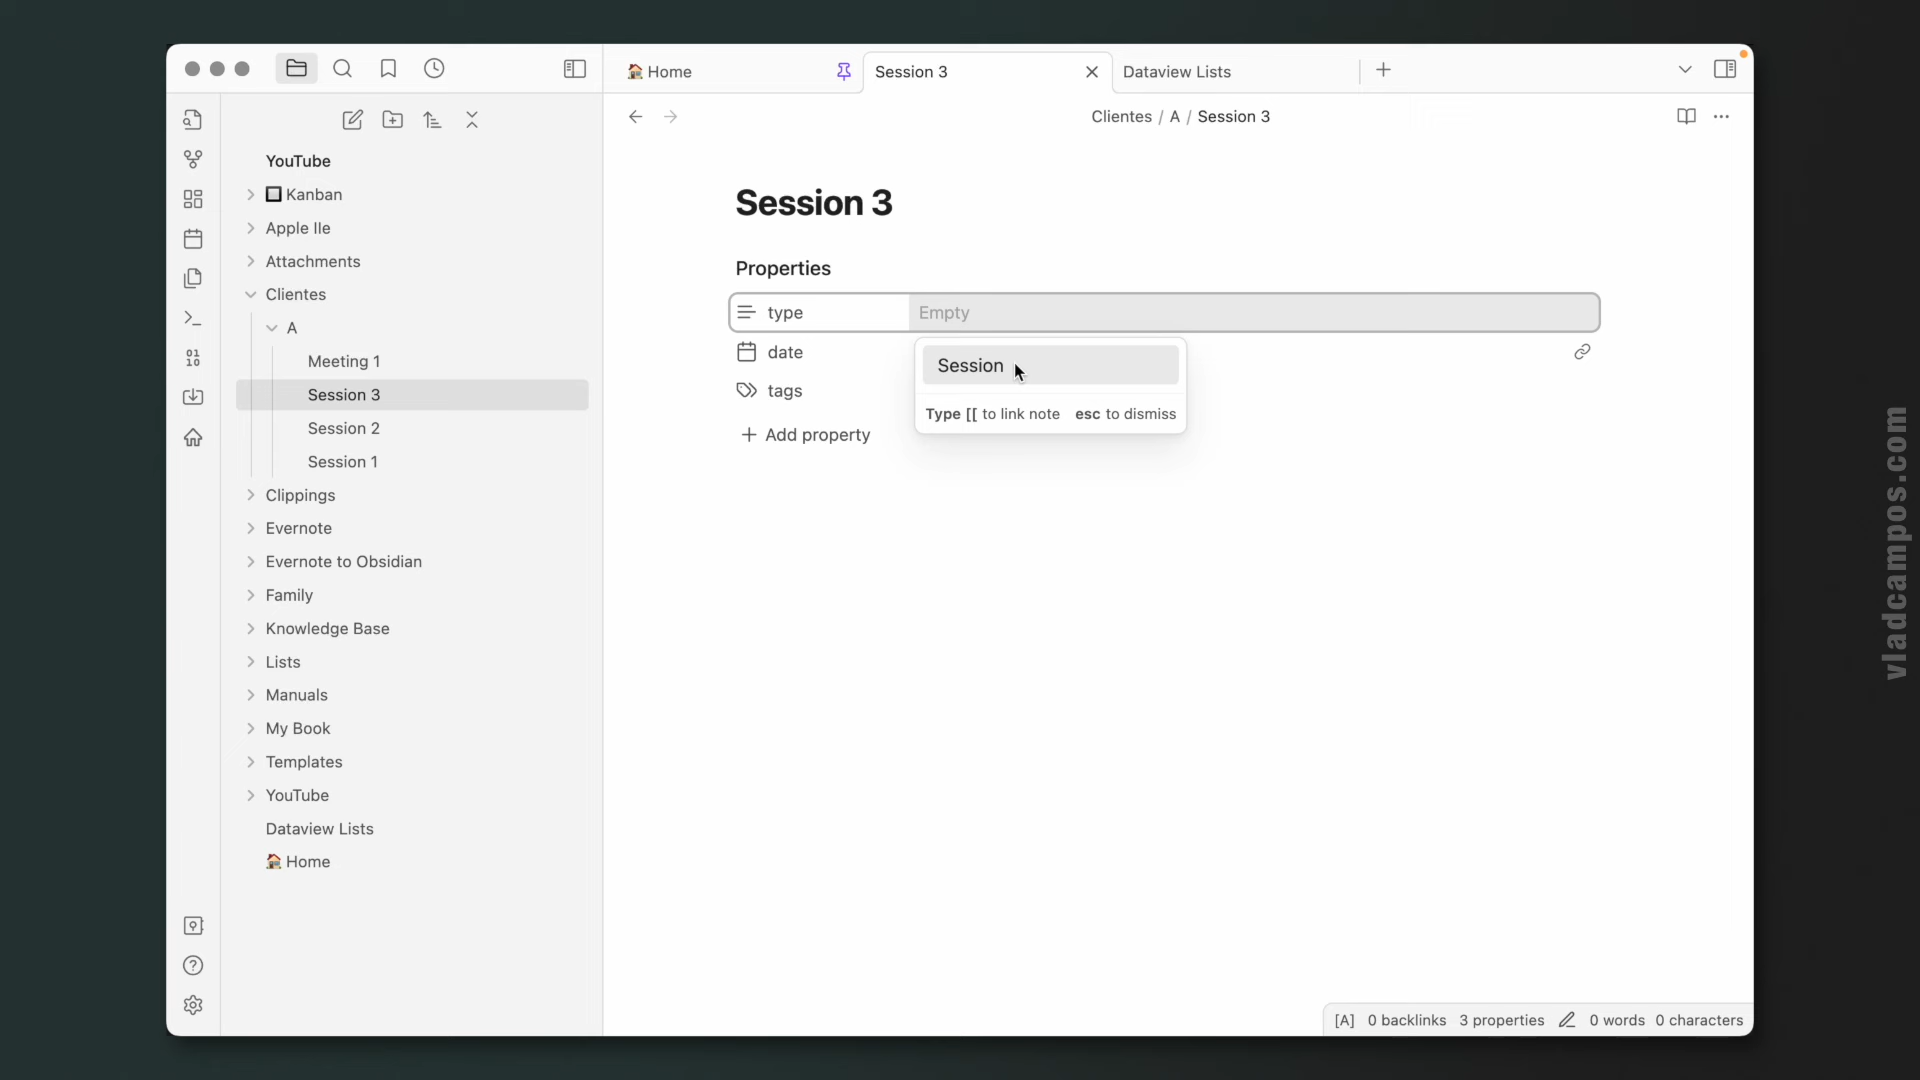 Home
Session 3
Dataview Lists
Clientes / A / Session 3
YouTube
Kanban
Apple IIe
Attachments
Clientes
A
Meeting 1
Session 3
Session 2
Session 1
Clippings
Evernote
Evernote to Obsidian
Family
Knowledge Base
Lists
Manuals
My Book
Templates
YouTube
Dataview Lists
Home
Session 3
Properties
type Empty
date
tags
Session
Type [[ to link note esc to dismiss
+ Add property
[A] 0 backlinks 3 properties 0 words 0 characters
vladcampos.com